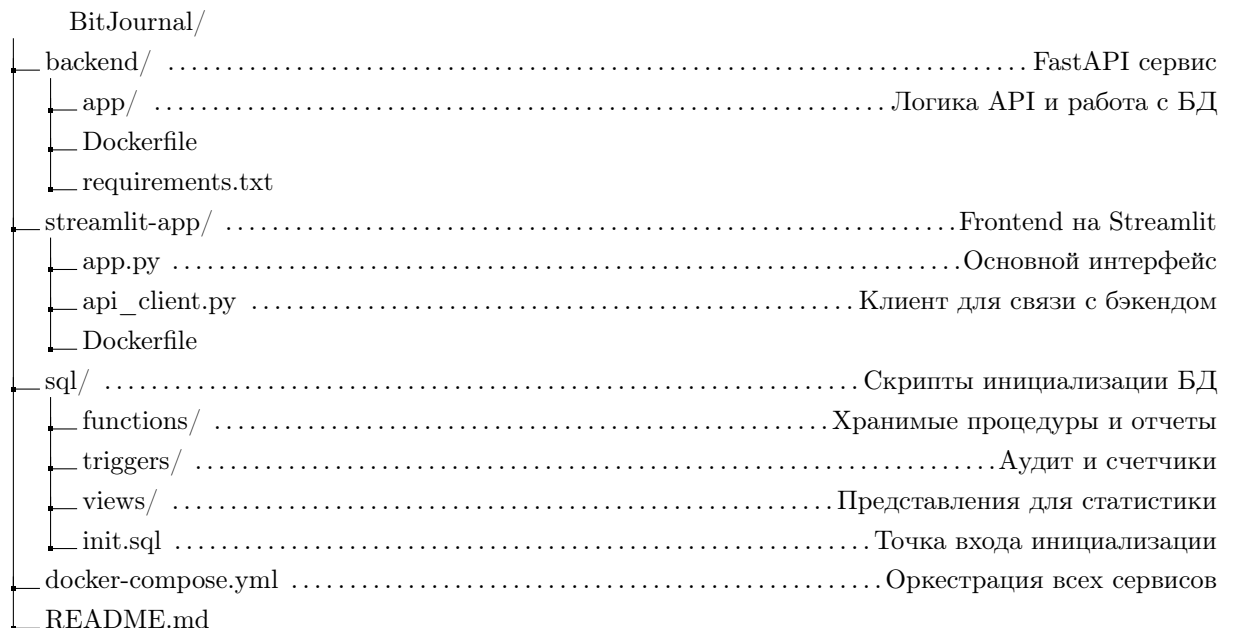 BitJournal/
backend/ ........ FastAPI сервис
app/ ........ Логика API и работа с БД
Dockerfile
requirements.txt
streamlit-app/ ........ Frontend на Streamlit
app.py ........ Основной интерфейс
api_client.py ........ Клиент для связи с бэкендом
Dockerfile
sql/ ........ Скрипты инициализации БД
functions/ ........ Хранимые процедуры и отчеты
triggers/ ........ Аудит и счетчики
views/ ........ Представления для статистики
init.sql ........ Точка входа инициализации
docker-compose.yml ........ Оркестрация всех сервисов
README.md